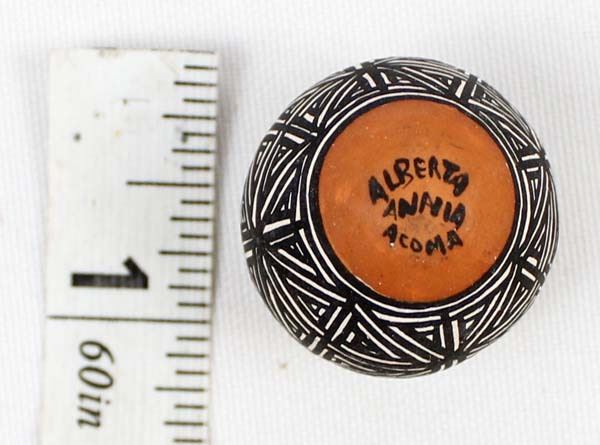 ALBERTA
ANNIA
ACOMA
1
60in